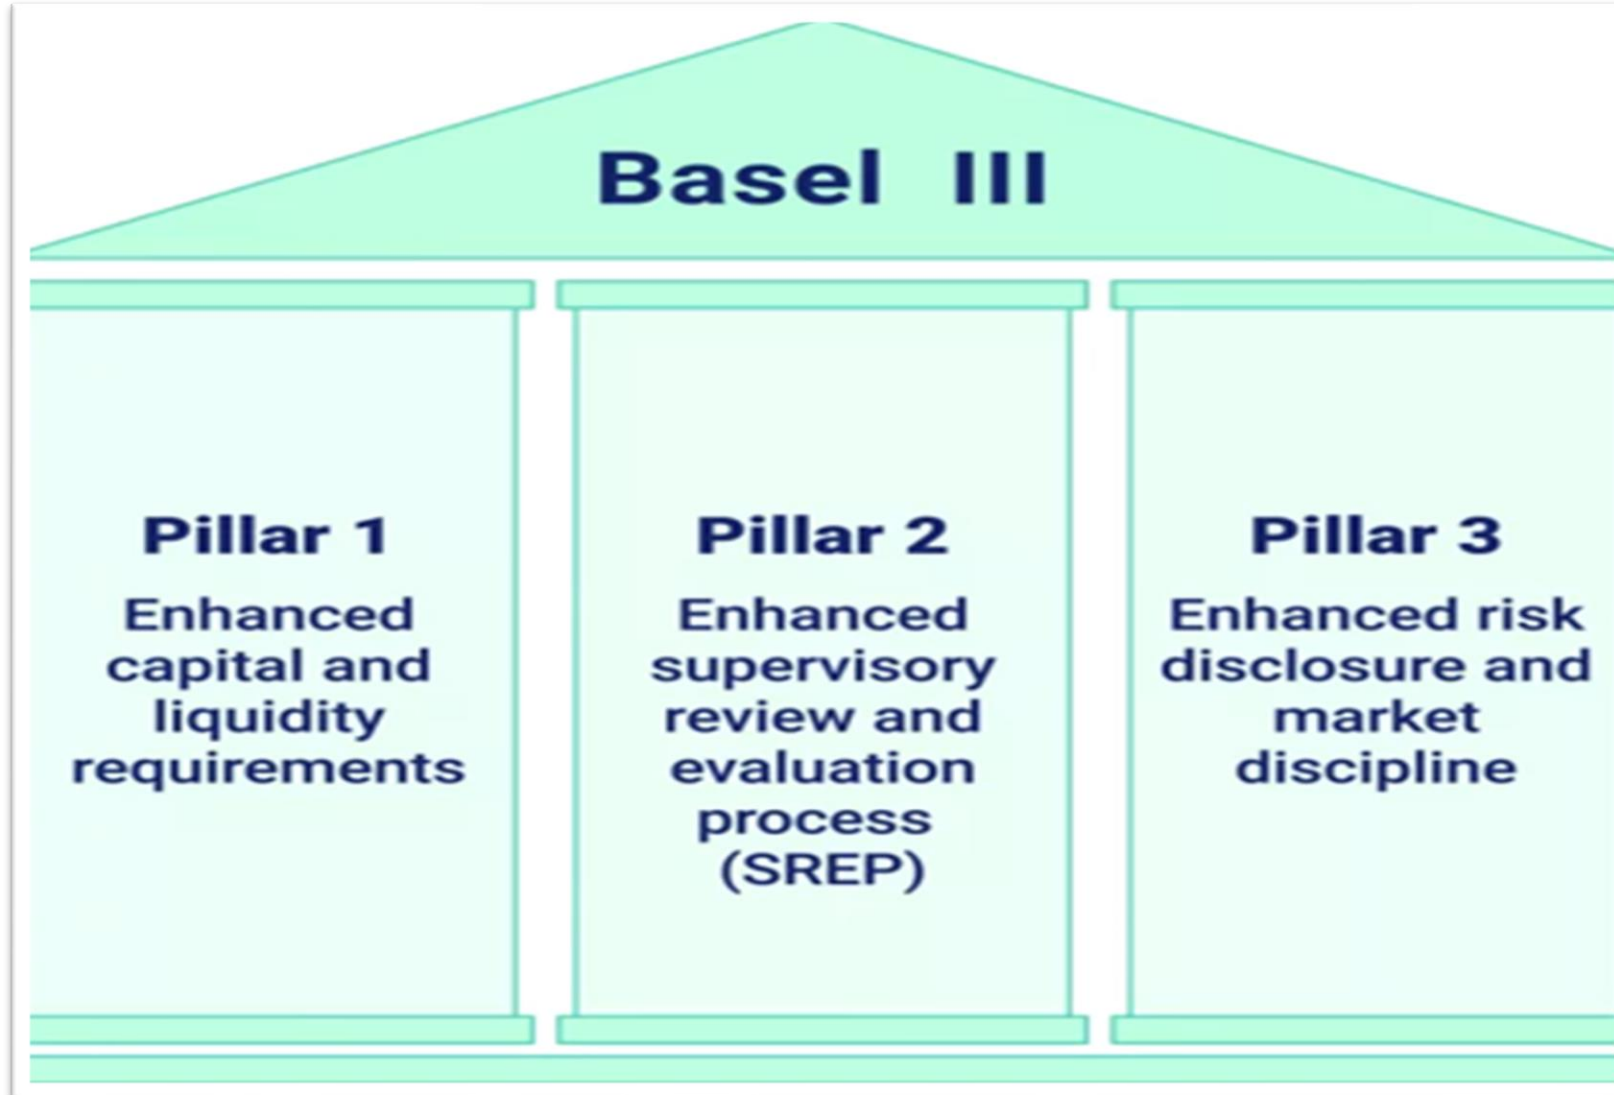 Basel III
Pillar 1
Enhanced
capital and
liquidity
requirements
Pillar 2
Enhanced
supervisory
review and
evaluation
process
(SREP)
Pillar 3
Enhanced risk
disclosure and
market
discipline